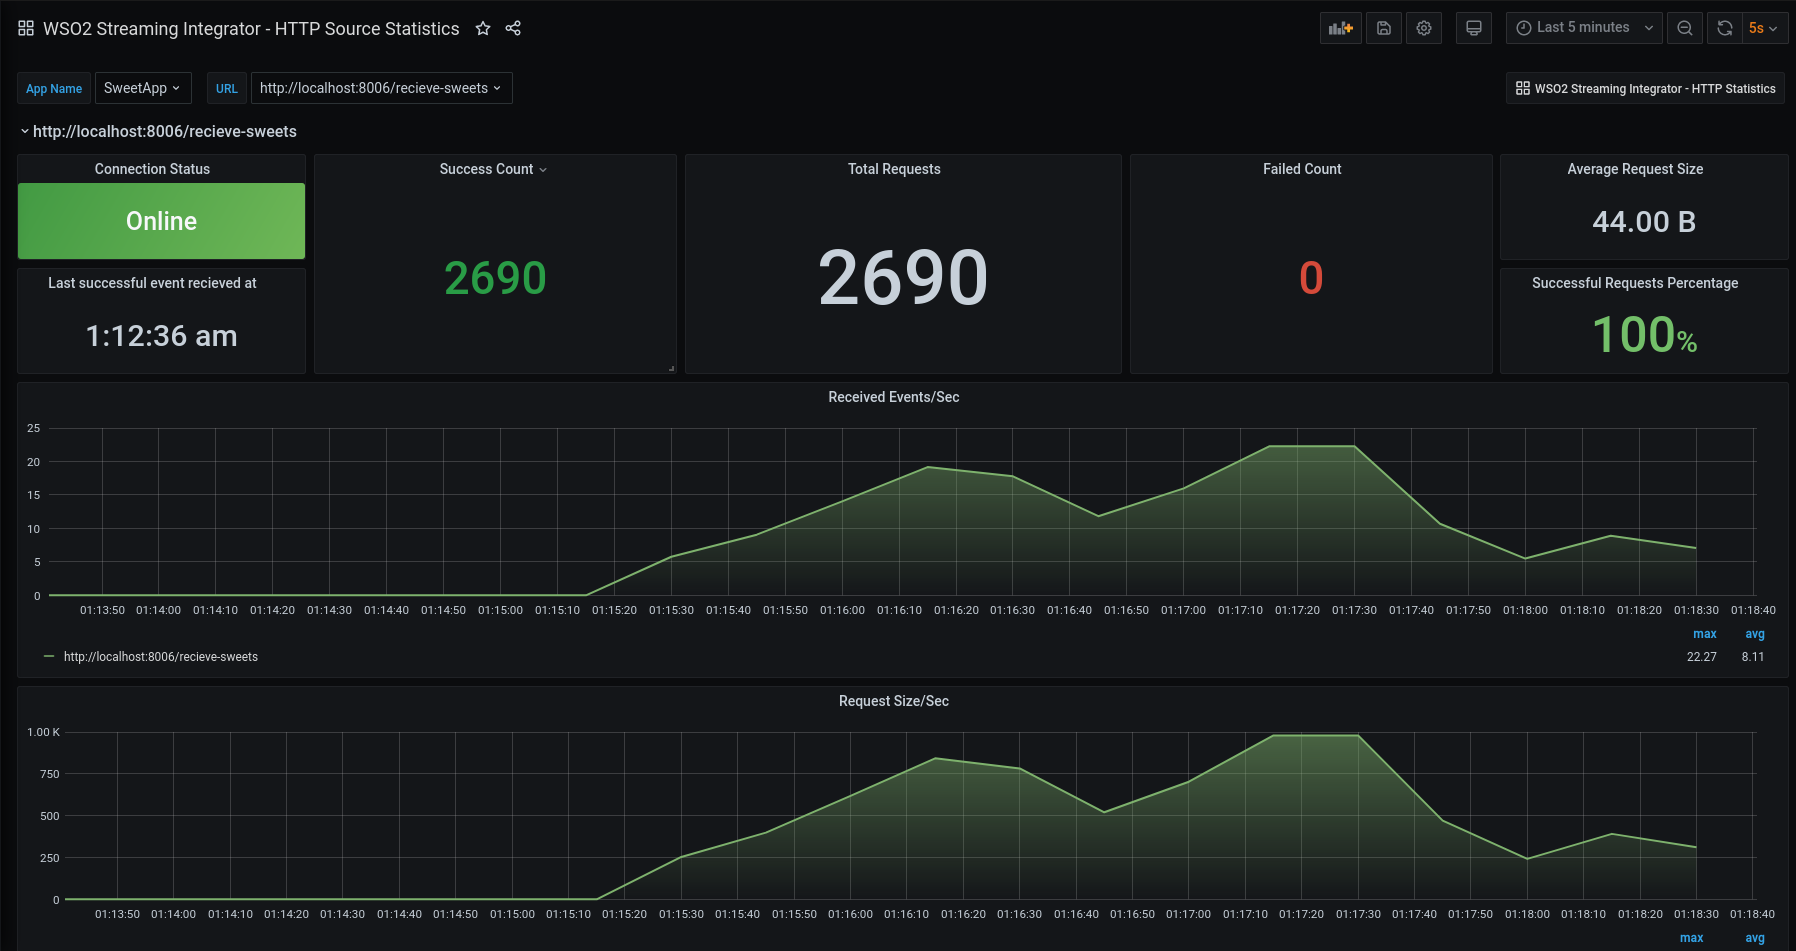 WSO2 Streaming Integrator - HTTP Source Statistics
Last 5 minutes
5s
App Name SweetApp URL http://localhost:8006/recieve-sweets
WSO2 Streaming Integrator - HTTP Statistics
http://localhost:8006/recieve-sweets
Connection Status
Online
Last successful event recieved at
1:12:36 am
Success Count
2690
Total Requests
2690
Failed Count
0
Average Request Size
44.00 B
Successful Requests Percentage
100%
Received Events/Sec
25
20
15
10
5
0
01:13:50 01:14:00 01:14:10 01:14:20 01:14:30 01:14:40 01:14:50 01:15:00 01:15:10 01:15:20 01:15:30 01:15:40 01:15:50 01:16:00 01:16:10 01:16:20 01:16:30 01:16:40 01:16:50 01:17:00 01:17:10 01:17:20 01:17:30 01:17:40 01:17:50 01:18:00 01:18:10 01:18:20 01:18:30 01:18:40
max avg
http://localhost:8006/recieve-sweets 22.27 8.11
Request Size/Sec
1.00 K
750
500
250
0
01:13:50 01:14:00 01:14:10 01:14:20 01:14:30 01:14:40 01:14:50 01:15:00 01:15:10 01:15:20 01:15:30 01:15:40 01:15:50 01:16:00 01:16:10 01:16:20 01:16:30 01:16:40 01:16:50 01:17:00 01:17:10 01:17:20 01:17:30 01:17:40 01:17:50 01:18:00 01:18:10 01:18:20 01:18:30 01:18:40
max avg